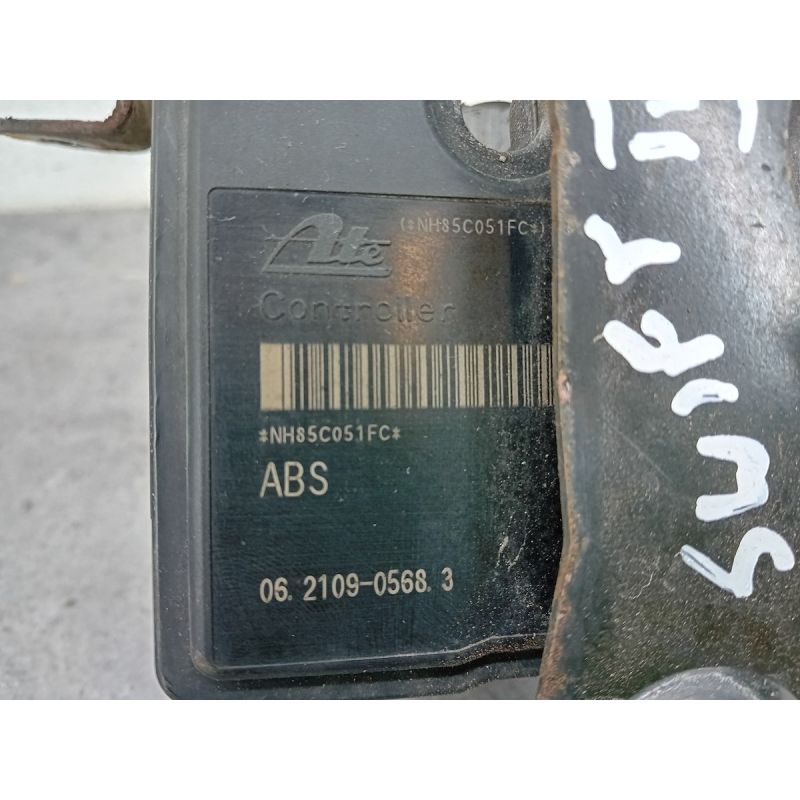 Ate (*NH85C051FC*)
Controller
*NH85C051FC*
ABS
06.2109-0568.3
SWIFT